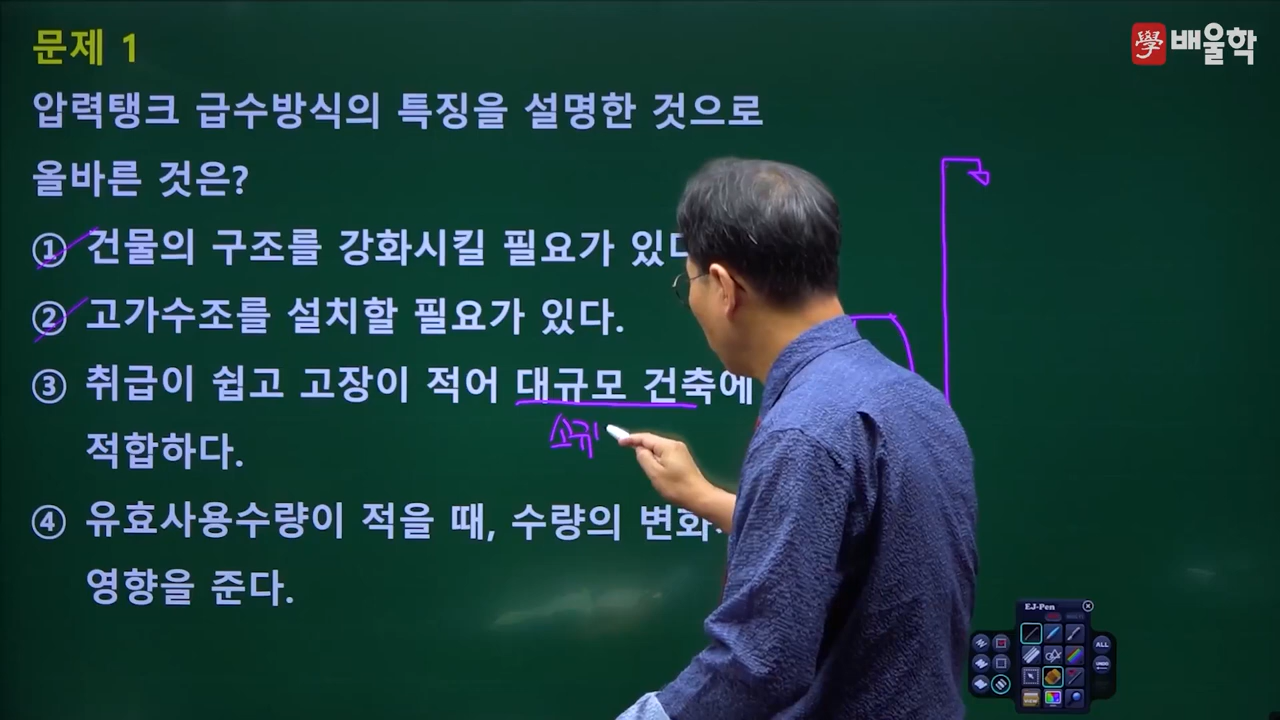 문제 1
學 배울학
압력탱크 급수방식의 특징을 설명한 것으로
올바른 것은?
① 건물의 구조를 강화시킬 필요가 있다
② 고가수조를 설치할 필요가 있다.
③ 취급이 쉽고 고장이 적어 대규모 건축에
소규
적합하다.
④ 유효사용수량이 적을 때, 수량의 변화
영향을 준다.
EJ-Pen
ALL